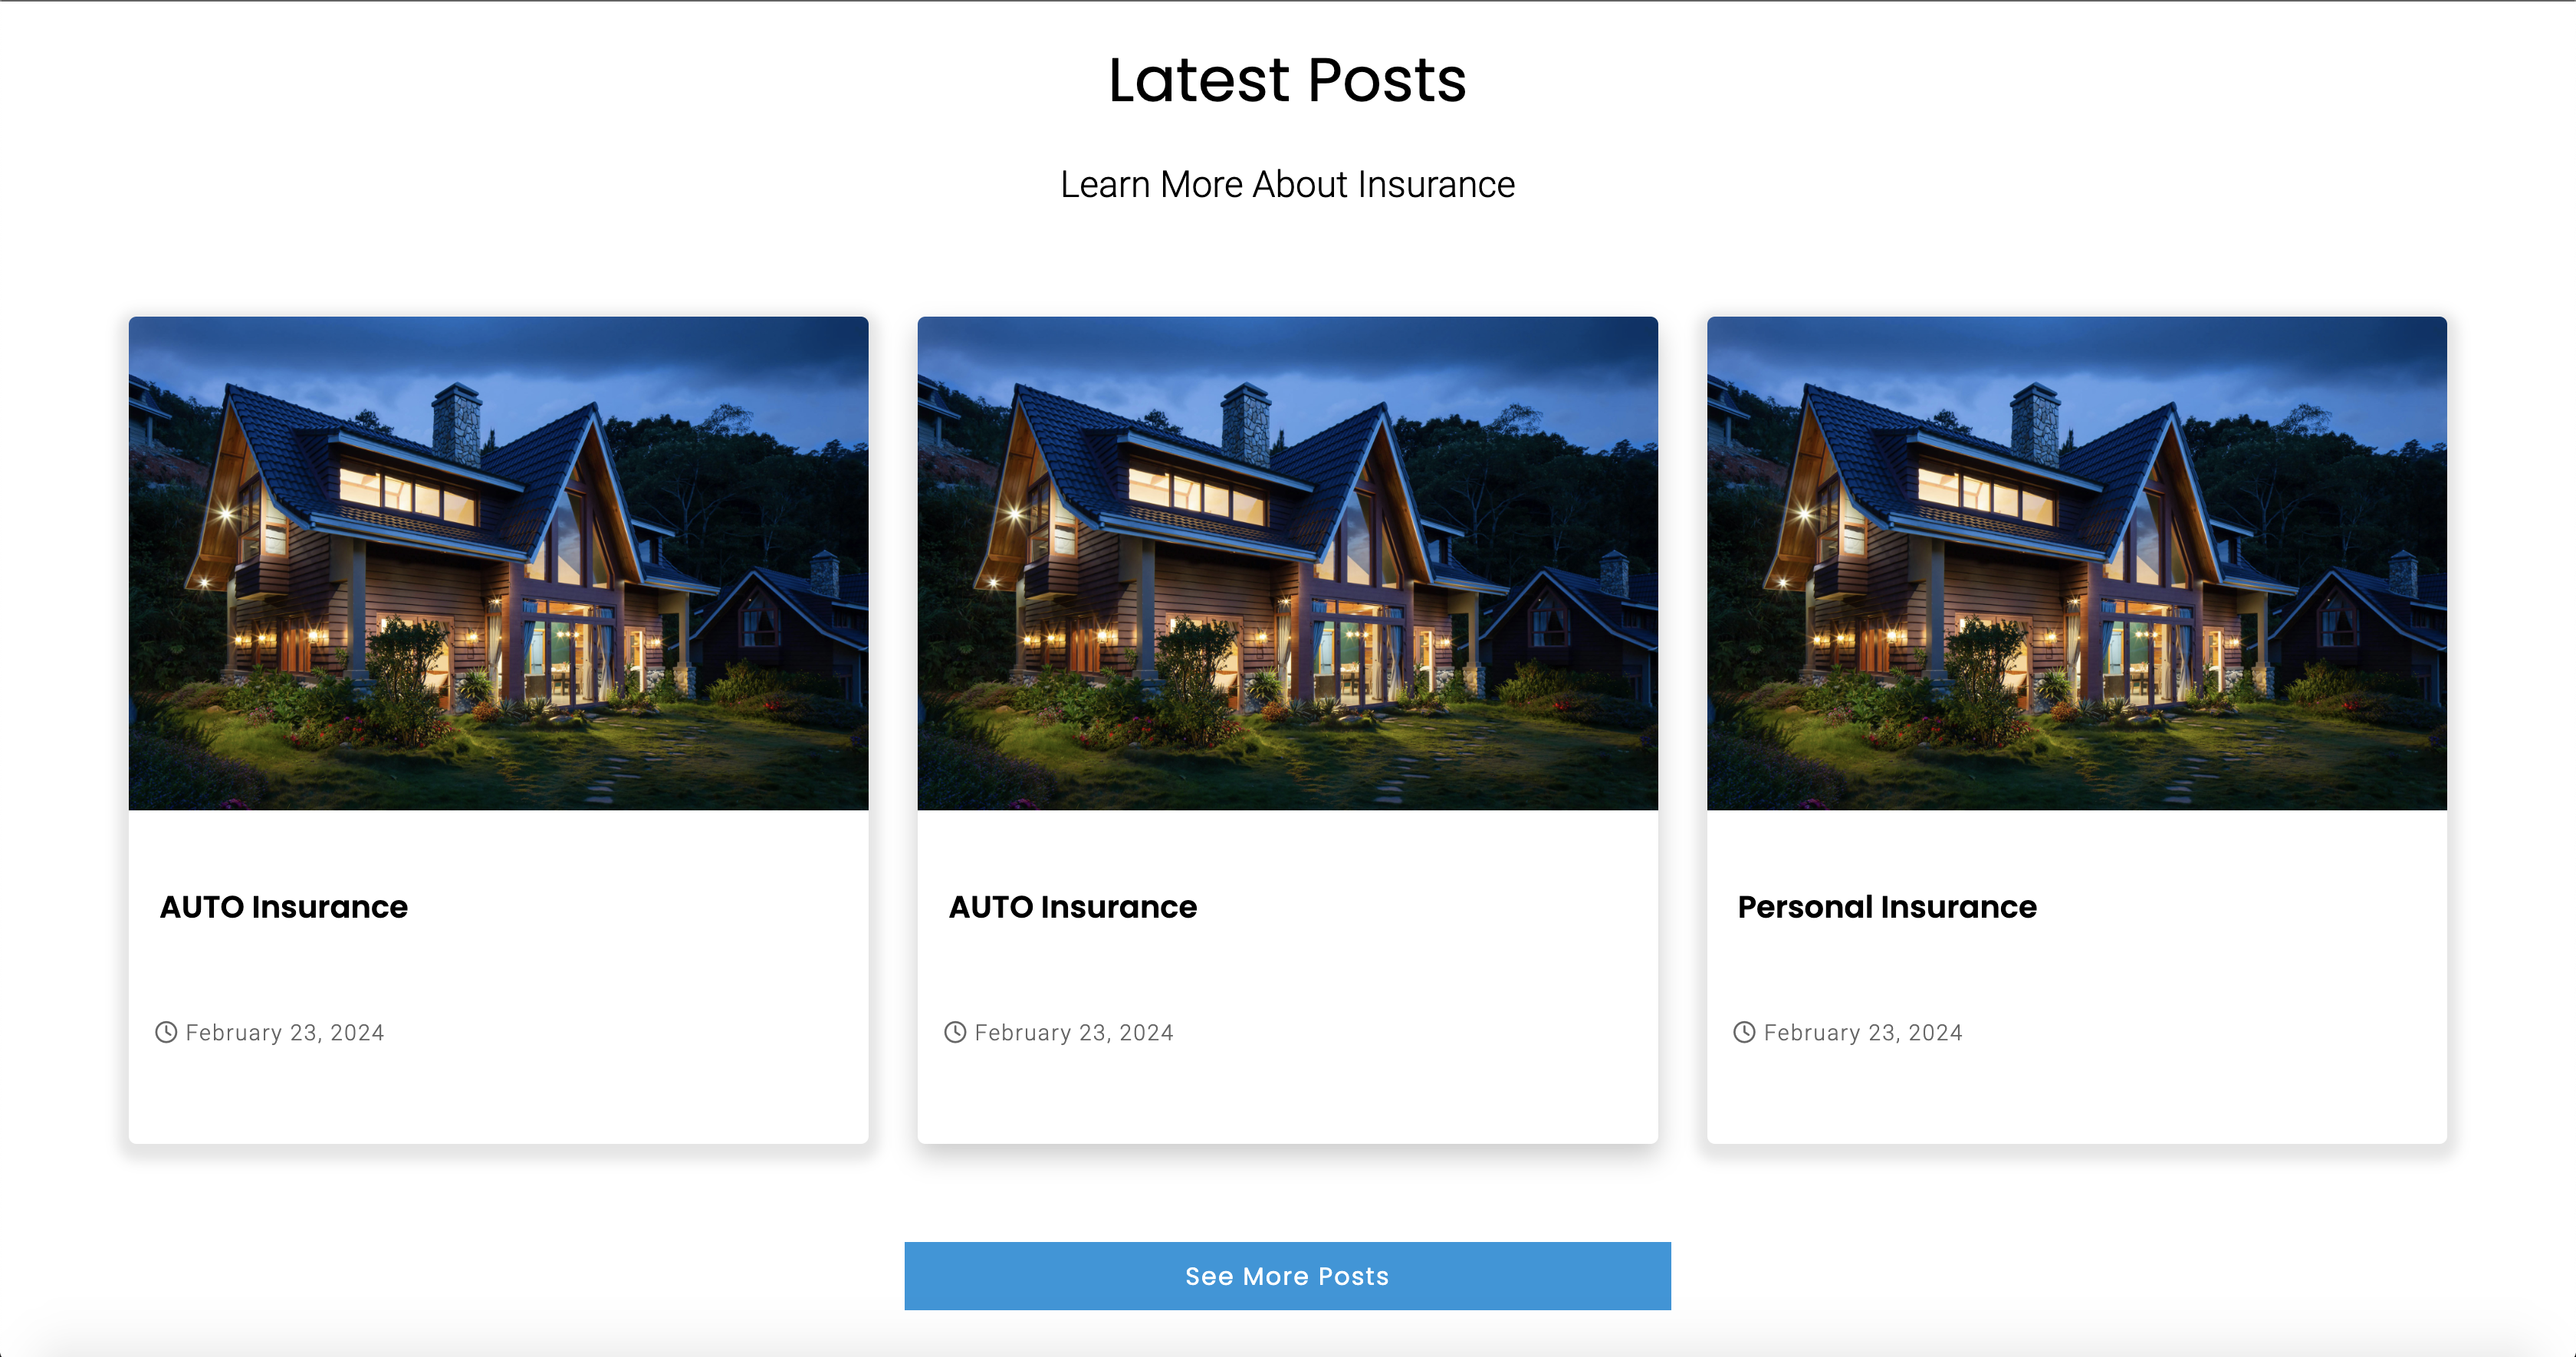 Latest Posts
Learn More About Insurance
AUTO Insurance
February 23, 2024
AUTO Insurance
February 23, 2024
Personal Insurance
February 23, 2024
See More Posts